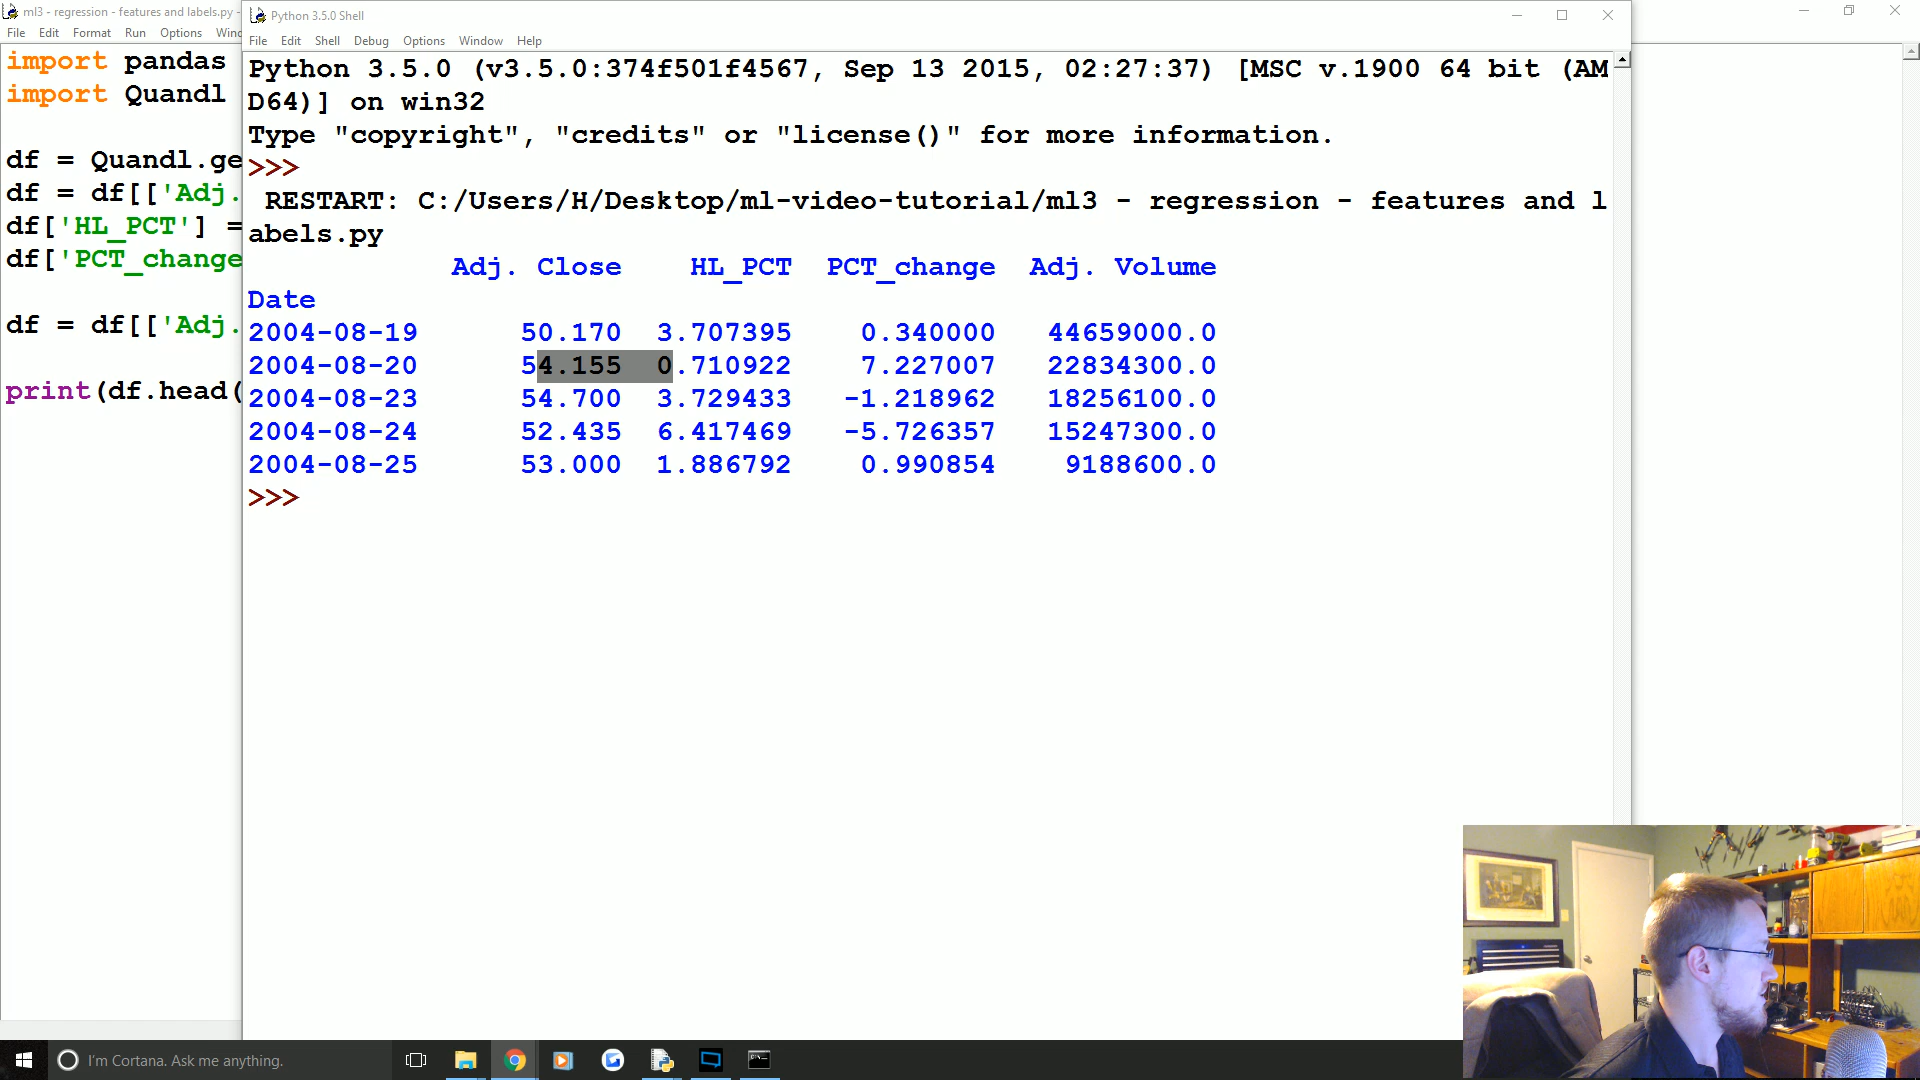 ml3 - regression - features and labels.py -
File Edit Format Run Options Wind
import pandas
import Quandl
df = Quandl.ge
df = df[['Adj.
df['HL_PCT'] =
df['PCT_change
df = df[['Adj.
print(df.head(
Python 3.5.0 Shell
File Edit Shell Debug Options Window Help
Python 3.5.0 (v3.5.0:374f501f4567, Sep 13 2015, 02:27:37) [MSC v.1900 64 bit (AM
D64)] on win32
Type "copyright", "credits" or "license()" for more information.
>>>
RESTART: C:/Users/H/Desktop/ml-video-tutorial/ml3 - regression - features and l
abels.py
Adj. Close HL_PCT PCT_change Adj. Volume
Date
2004-08-19 50.170 3.707395 0.340000 44659000.0
2004-08-20 54.155 0.710922 7.227007 22834300.0
2004-08-23 54.700 3.729433 -1.218962 18256100.0
2004-08-24 52.435 6.417469 -5.726357 15247300.0
2004-08-25 53.000 1.886792 0.990854 9188600.0
>>>
I'm Cortana. Ask me anything.